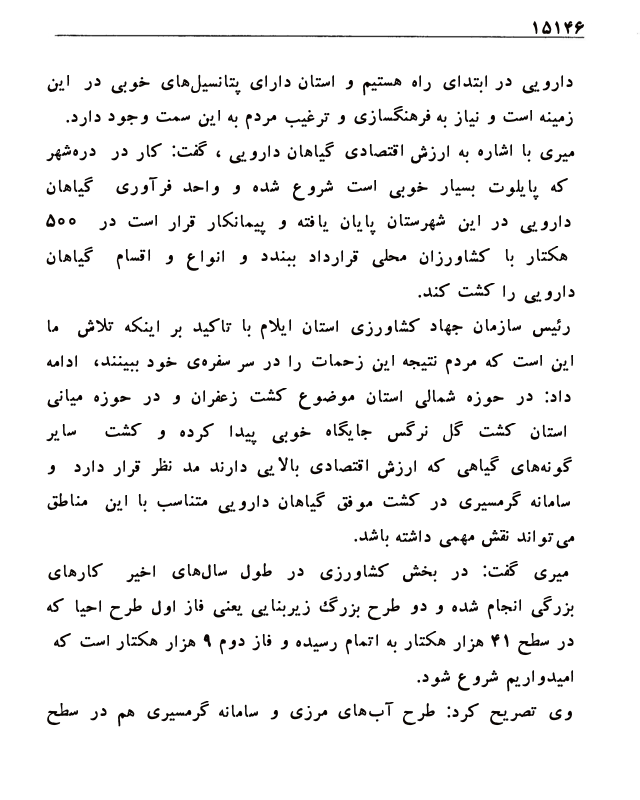 ۱۵۱۴۶
دارویی در ابتدای راه هستیم و استان دارای پتانسیل‌های خوبی در این
زمینه است و نیاز به فرهنگسازی و ترغیب مردم به این سمت وجود دارد.
میری با اشاره به ارزش اقتصادی گیاهان دارویی ، گفت: کار در دره‌شهر
که پایلوت بسیار خوبی است شروع شده و واحد فرآوری گیاهان
دارویی در این شهرستان پایان یافته و پیمانکار قرار است در ۵۰۰
هکتار با کشاورزان محلی قرارداد ببندد و انواع و اقسام گیاهان
دارویی را کشت کند.
رئیس سازمان جهاد کشاورزی استان ایلام با تاکید بر اینکه تلاش ما
این است که مردم نتیجه این زحمات را در سر سفره‌ی خود ببینند، ادامه
داد: در حوزه شمالی استان موضوع کشت زعفران و در حوزه میانی
استان کشت گل نرگس جایگاه خوبی پیدا کرده و کشت سایر
گونه‌های گیاهی که ارزش اقتصادی بالایی دارند مد نظر قرار دارد و
سامانه گرمسیری در کشت موفق گیاهان دارویی متناسب با این مناطق
می‌تواند نقش مهمی داشته باشد.
میری گفت: در بخش کشاورزی در طول سال‌های اخیر کارهای
بزرگی انجام شده و دو طرح بزرگ زیربنایی یعنی فاز اول طرح احیا که
در سطح ۴۱ هزار هکتار به اتمام رسیده و فاز دوم ۹ هزار هکتار است که
امیدواریم شروع شود.
وی تصریح کرد: طرح آب‌های مرزی و سامانه گرمسیری هم در سطح